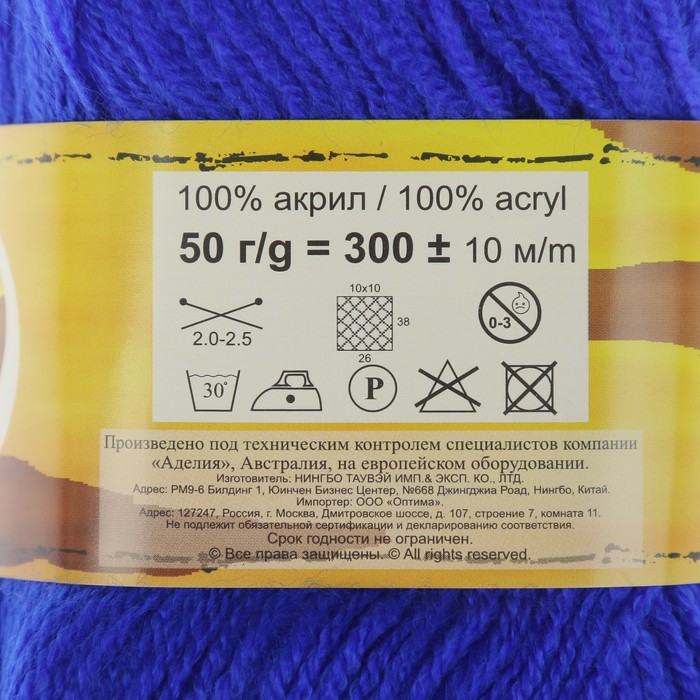 100% акрил / 100% acryl
50 г/g = 300 ± 10 м/m
2.0-2.5
10x10
38
26
0-3
30°
P
Произведено под техническим контролем специалистов компании
«Аделия», Австралия, на европейском оборудовании.
Изготовитель: НИНГБО ТАУВЭЙ ИМП.& ЭКСП. КО., ЛТД.
Адрес: РМ9-6 Билдинг 1, Юинчен Бизнес Центер, №668 Джингджиа Роад, Нингбо, Китай.
Импортер: ООО «Оптима».
Адрес: 127247, Россия, г. Москва, Дмитровское шоссе, д. 107, строение 7, комната 11.
Не подлежит обязательной сертификации и декларированию соответствия.
Срок годности не ограничен.
© Все права защищены. © All rights reserved.